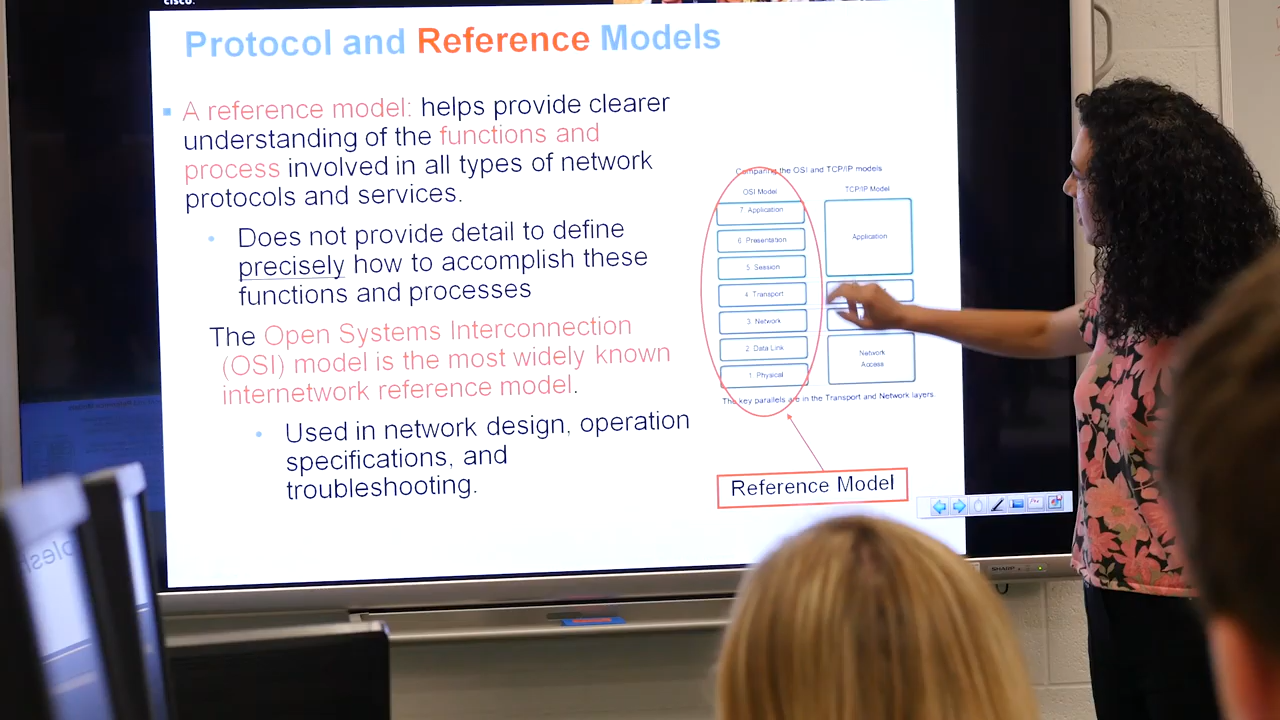 cisco.
Protocol and Reference Models
A reference model: helps provide clearer
understanding of the functions and
process involved in all types of network
protocols and services.
Does not provide detail to define
precisely how to accomplish these
functions and processes
The Open Systems Interconnection
(OSI) model is the most widely known
internetwork reference model.
Used in network design, operation
specifications, and
troubleshooting.
Comparing the OSI and TCP/IP models
OSI Model
7 Application
6 Presentation
5 Session
4 Transport
3 Network
2 Data Link
1 Physical
TCP/IP Model
Application
Network
Access
The key parallels are in the Transport and Network layers
Reference Model
SHARP